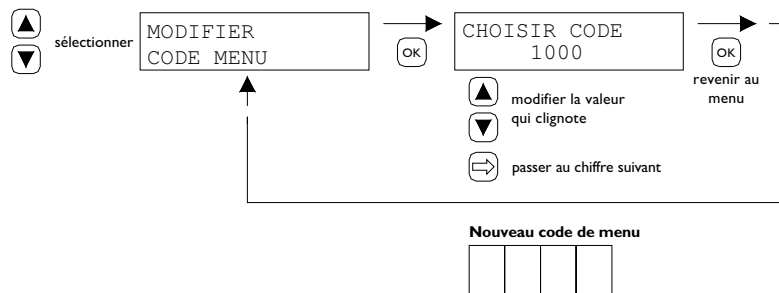 sélectionner
MODIFIER
CODE MENU
OK
CHOISIR CODE
1000
OK
revenir au
menu
modifier la valeur
qui clignote
passer au chiffre suivant
Nouveau code de menu